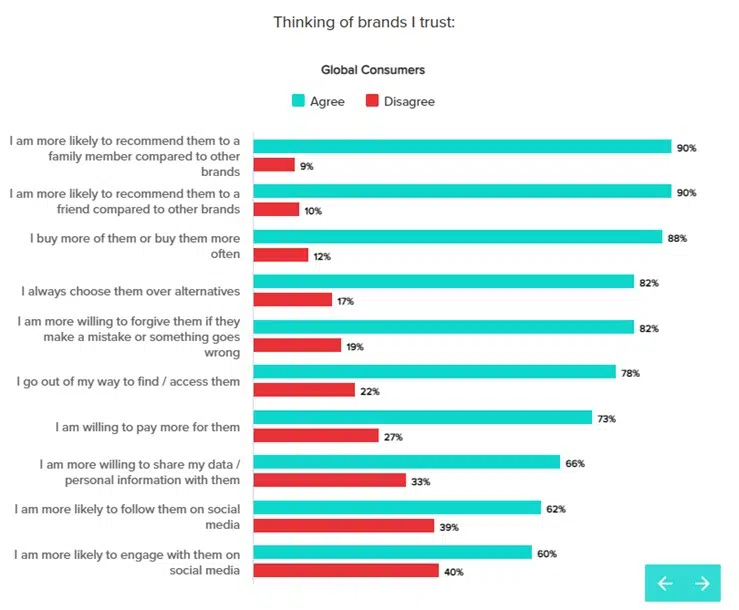 Thinking of brands I trust:
Global Consumers
Agree Disagree
I am more likely to recommend them to a
family member compared to other
brands
90%
9%
I am more likely to recommend them to a
friend compared to other brands
90%
10%
I buy more of them or buy them more
often
88%
12%
I always choose them over alternatives
82%
17%
I am more willing to forgive them if they
make a mistake or something goes
wrong
82%
19%
I go out of my way to find / access them
78%
22%
I am willing to pay more for them
73%
27%
I am more willing to share my data /
personal information with them
66%
33%
I am more likely to follow them on social
media
62%
39%
I am more likely to engage with them on
social media
60%
40%